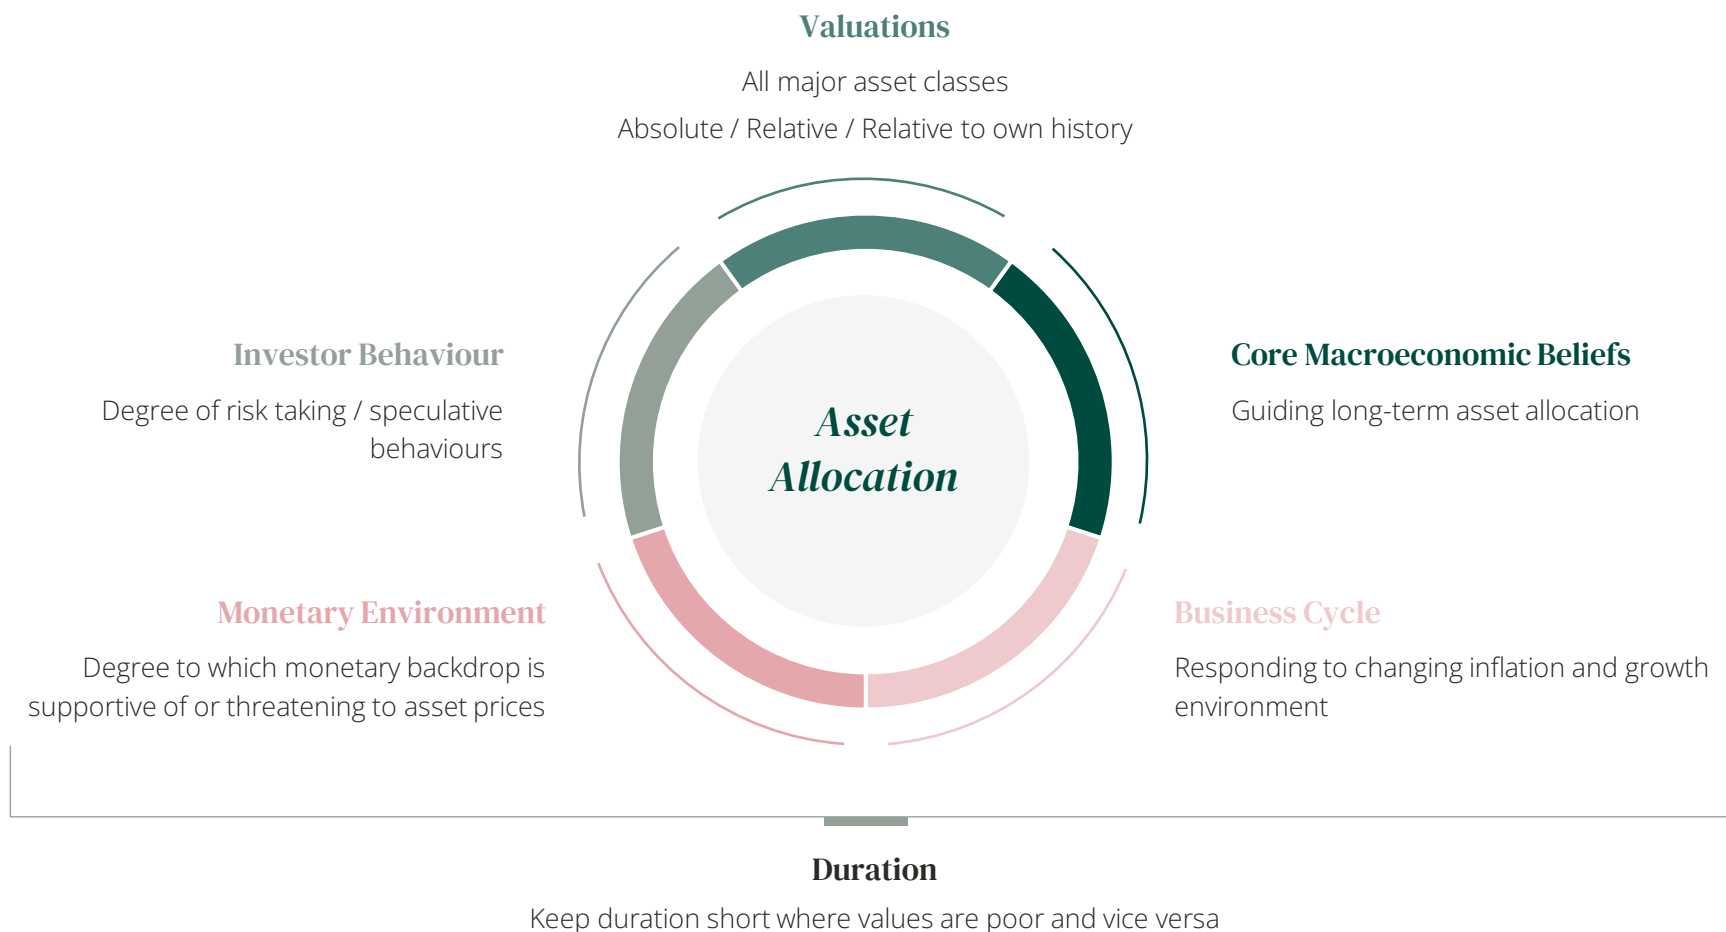 Valuations
All major asset classes
Absolute / Relative / Relative to own history
Investor Behaviour
Degree of risk taking / speculative
behaviours
Core Macroeconomic Beliefs
Guiding long-term asset allocation
Asset
Allocation
Monetary Environment
Degree to which monetary backdrop is
supportive of or threatening to asset prices
Business Cycle
Responding to changing inflation and growth
environment
Duration
Keep duration short where values are poor and vice versa